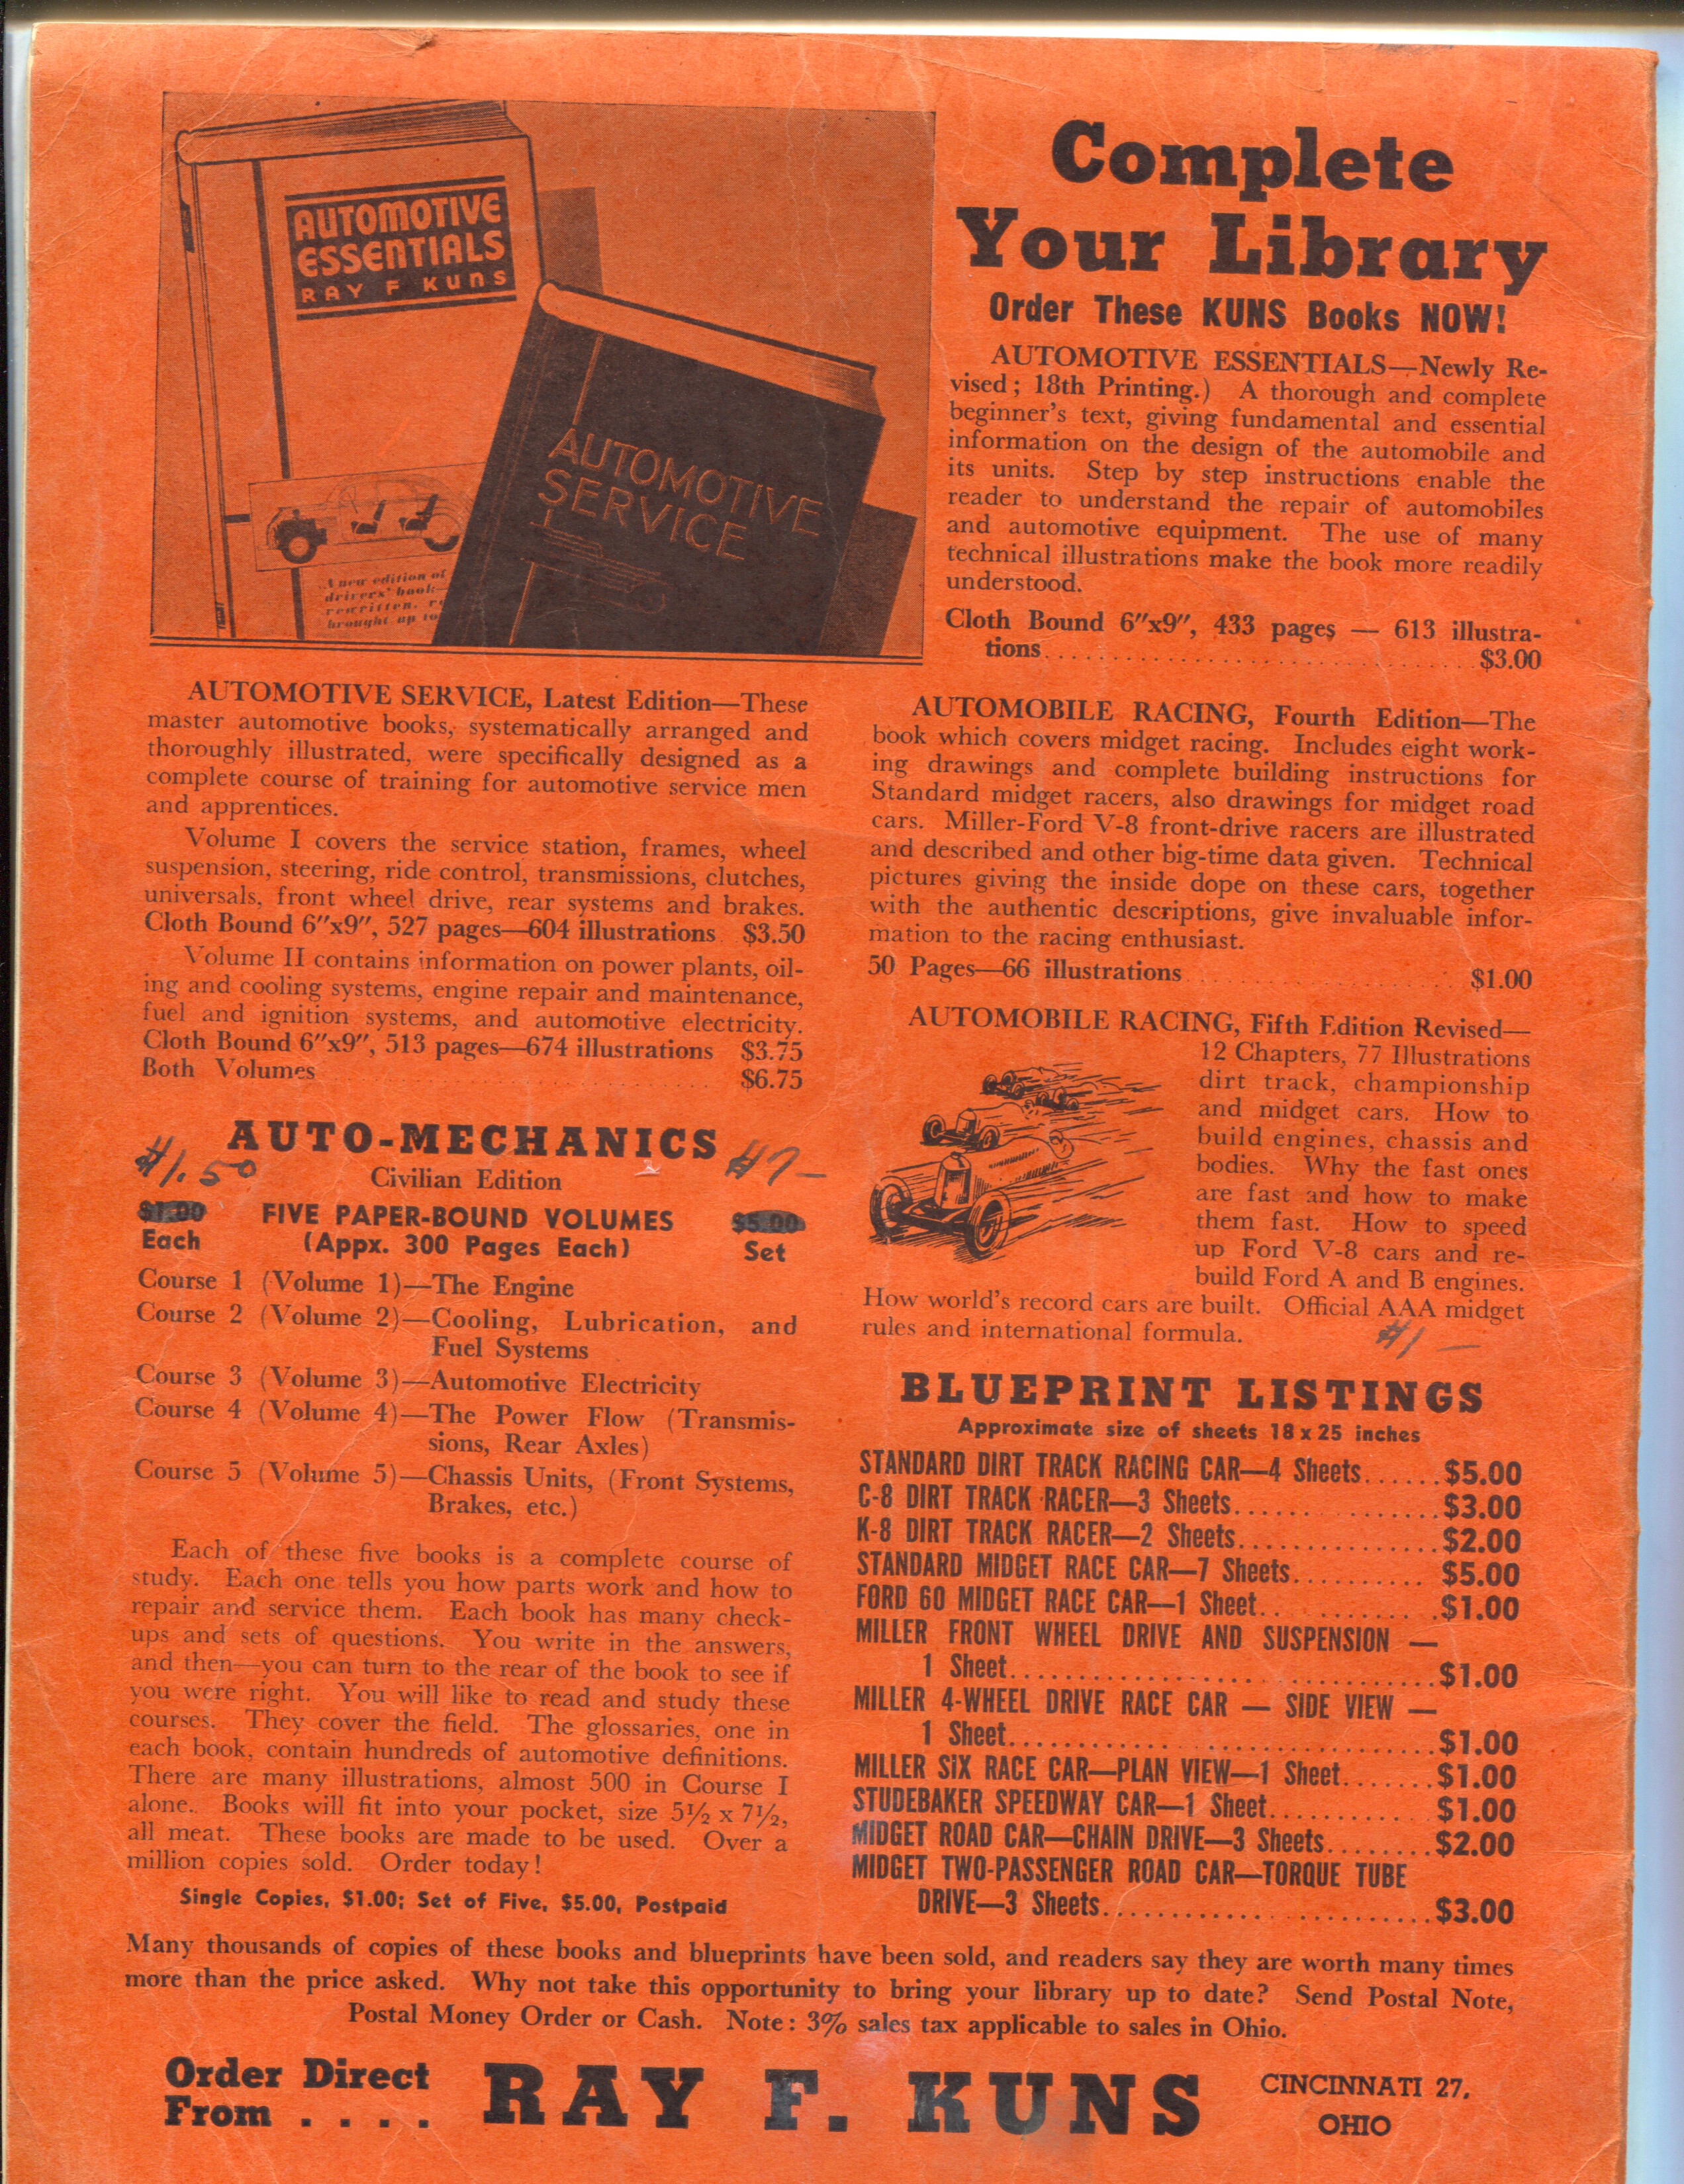 AUTOMOTIVE
ESSENTIALS
RAY F KUNS
A new edition of
drivers' book—
rewritten, re
brought up to
AUTOMOTIVE
SERVICE
Complete
Your Library
Order These KUNS Books NOW!
AUTOMOTIVE ESSENTIALS—Newly Re-
vised; 18th Printing.) A thorough and complete
beginner's text, giving fundamental and essential
information on the design of the automobile and
its units. Step by step instructions enable the
reader to understand the repair of automobiles
and automotive equipment. The use of many
technical illustrations make the book more readily
understood.
Cloth Bound 6"x9", 433 pages — 613 illustra-
tions.................................$3.00
AUTOMOTIVE SERVICE, Latest Edition—These
master automotive books, systematically arranged and
thoroughly illustrated, were specifically designed as a
complete course of training for automotive service men
and apprentices.
Volume I covers the service station, frames, wheel
suspension, steering, ride control, transmissions, clutches,
universals, front wheel drive, rear systems and brakes.
Cloth Bound 6"x9", 527 pages—604 illustrations $3.50
Volume II contains information on power plants, oil-
ing and cooling systems, engine repair and maintenance,
fuel and ignition systems, and automotive electricity.
Cloth Bound 6"x9", 513 pages—674 illustrations $3.75
Both Volumes .............................. $6.75
AUTO-MECHANICS
#1.50 #7—
Civilian Edition
$1.00 FIVE PAPER-BOUND VOLUMES $5.00
Each (Appx. 300 Pages Each) Set
Course 1 (Volume 1)—The Engine
Course 2 (Volume 2)—Cooling, Lubrication, and
Fuel Systems
Course 3 (Volume 3)—Automotive Electricity
Course 4 (Volume 4)—The Power Flow (Transmis-
sions, Rear Axles)
Course 5 (Volume 5)—Chassis Units, (Front Systems,
Brakes, etc.)
Each of these five books is a complete course of
study. Each one tells you how parts work and how to
repair and service them. Each book has many check-
ups and sets of questions. You write in the answers,
and then—you can turn to the rear of the book to see if
you were right. You will like to read and study these
courses. They cover the field. The glossaries, one in
each book, contain hundreds of automotive definitions.
There are many illustrations, almost 500 in Course I
alone. Books will fit into your pocket, size 5½ x 7½,
all meat. These books are made to be used. Over a
million copies sold. Order today!
Single Copies, $1.00; Set of Five, $5.00, Postpaid
AUTOMOBILE RACING, Fourth Edition—The
book which covers midget racing. Includes eight work-
ing drawings and complete building instructions for
Standard midget racers, also drawings for midget road
cars. Miller-Ford V-8 front-drive racers are illustrated
and described and other big-time data given. Technical
pictures giving the inside dope on these cars, together
with the authentic descriptions, give invaluable infor-
mation to the racing enthusiast.
50 Pages—66 illustrations.................... $1.00
AUTOMOBILE RACING, Fifth Edition Revised—
12 Chapters, 77 Illustrations
dirt track, championship
and midget cars. How to
build engines, chassis and
bodies. Why the fast ones
are fast and how to make
them fast. How to speed
up Ford V-8 cars and re-
build Ford A and B engines.
How world's record cars are built. Official AAA midget
rules and international formula.
#1—
BLUEPRINT LISTINGS
Approximate size of sheets 18 x 25 inches
STANDARD DIRT TRACK RACING CAR—4 Sheets......$5.00
C-8 DIRT TRACK RACER—3 Sheets................$3.00
K-8 DIRT TRACK RACER—2 Sheets................$2.00
STANDARD MIDGET RACE CAR—7 Sheets.......... $5.00
FORD 60 MIDGET RACE CAR—1 Sheet.............$1.00
MILLER FRONT WHEEL DRIVE AND SUSPENSION —
1 Sheet....................................$1.00
MILLER 4-WHEEL DRIVE RACE CAR — SIDE VIEW —
1 Sheet....................................$1.00
MILLER SIX RACE CAR—PLAN VIEW—1 Sheet.......$1.00
STUDEBAKER SPEEDWAY CAR—1 Sheet............. $1.00
MIDGET ROAD CAR—CHAIN DRIVE—3 Sheets........$2.00
MIDGET TWO-PASSENGER ROAD CAR—TORQUE TUBE
DRIVE—3 Sheets............................$3.00
Many thousands of copies of these books and blueprints have been sold, and readers say they are worth many times
more than the price asked. Why not take this opportunity to bring your library up to date? Send Postal Note,
Postal Money Order or Cash. Note: 3% sales tax applicable to sales in Ohio.
Order Direct
From . . . .
RAY F. KUNS
CINCINNATI 27,
OHIO